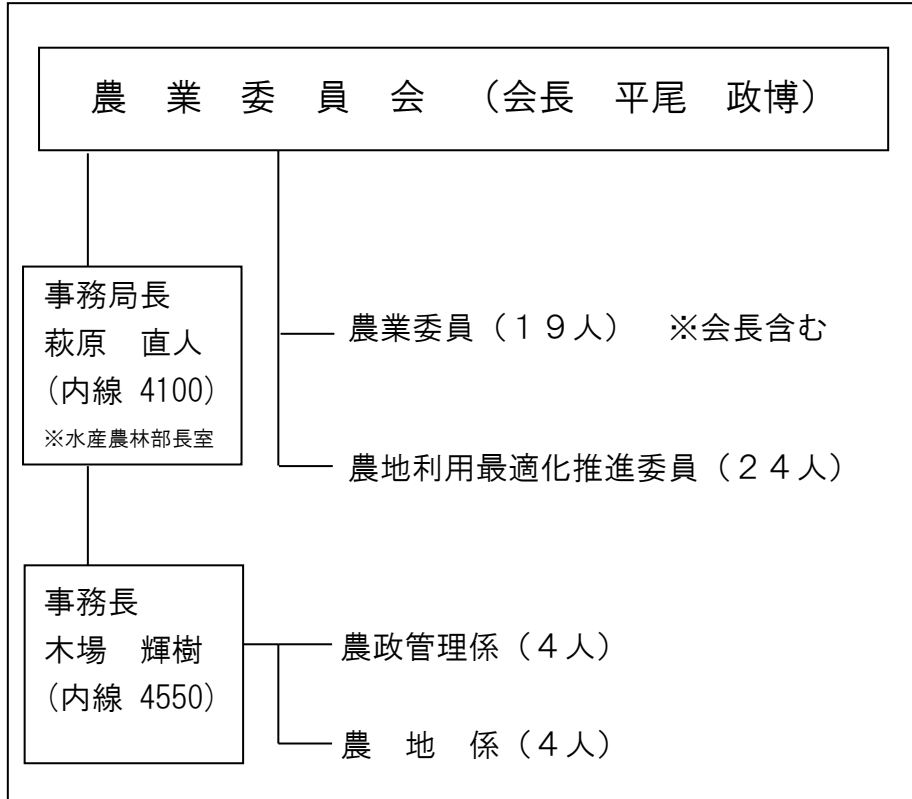 農　業　委　員　会　（会長　平尾　政博）
事務局長
萩原　直人
(内線 4100)
※水産農林部長室
農業委員（１９人）　※会長含む
農地利用最適化推進委員（２４人）
事務長
木場　輝樹
(内線 4550)
農政管理係（４人）
農　地　係（４人）